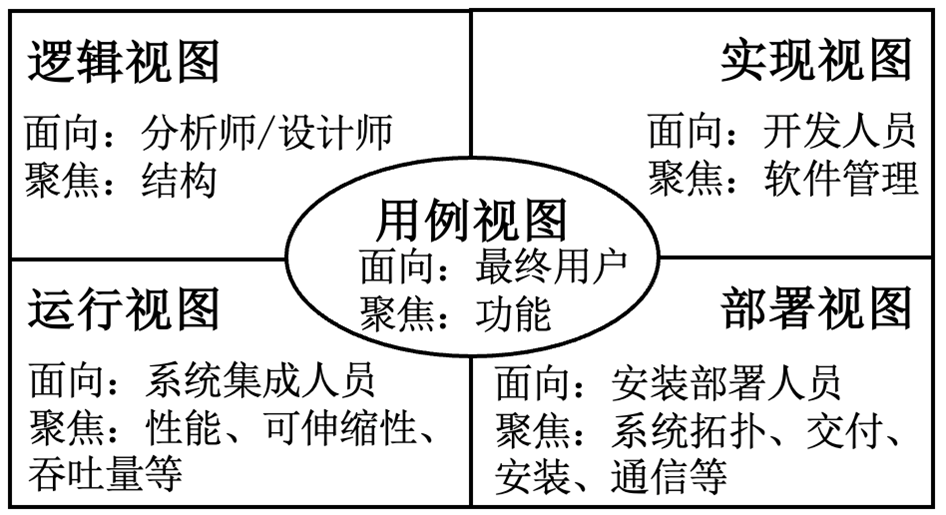 逻辑视图
面向：分析师/设计师
聚焦：结构
实现视图
面向：开发人员
聚焦：软件管理
用例视图
面向：最终用户
聚焦：功能
运行视图
面向：系统集成人员
聚焦：性能、可伸缩性、
吞吐量等
部署视图
面向：安装部署人员
聚焦：系统拓扑、交付、
安装、通信等